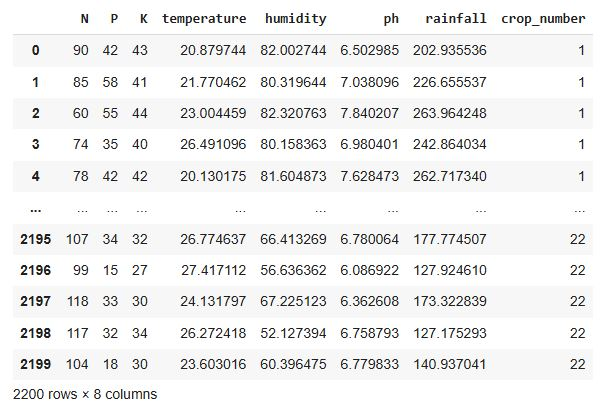 N P K temperature humidity ph rainfall crop_number
0 90 42 43 20.879744 82.002744 6.502985 202.935536 1
1 85 58 41 21.770462 80.319644 7.038096 226.655537 1
2 60 55 44 23.004459 82.320763 7.840207 263.964248 1
3 74 35 40 26.491096 80.158363 6.980401 242.864034 1
4 78 42 42 20.130175 81.604873 7.628473 262.717340 1
... ... ... ... ... ... ... ... ...
2195 107 34 32 26.774637 66.413269 6.780064 177.774507 22
2196 99 15 27 27.417112 56.636362 6.086922 127.924610 22
2197 118 33 30 24.131797 67.225123 6.362608 173.322839 22
2198 117 32 34 26.272418 52.127394 6.758793 127.175293 22
2199 104 18 30 23.603016 60.396475 6.779833 140.937041 22
2200 rows × 8 columns